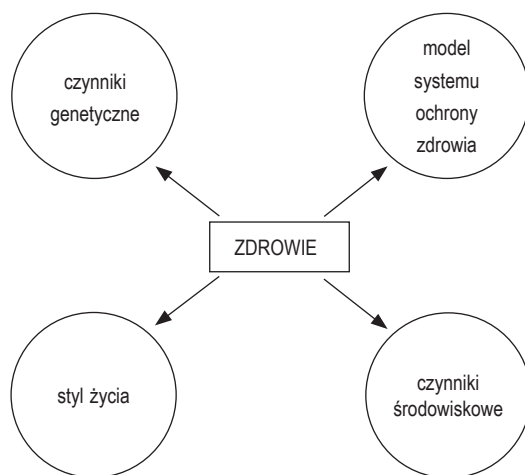 czynniki
genetyczne
model
systemu
ochrony
zdrowia
ZDROWIE
styl życia
czynniki
środowiskowe